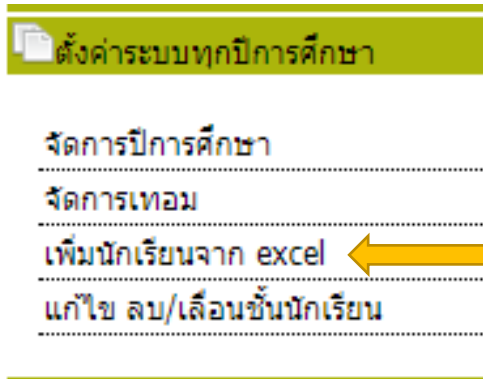 ตั้งค่าระบบทุกปีการศึกษา
จัดการปีการศึกษา
จัดการเทอม
เพิ่มนักเรียนจาก excel
แก้ไข ลบ/เลื่อนชั้นนักเรียน